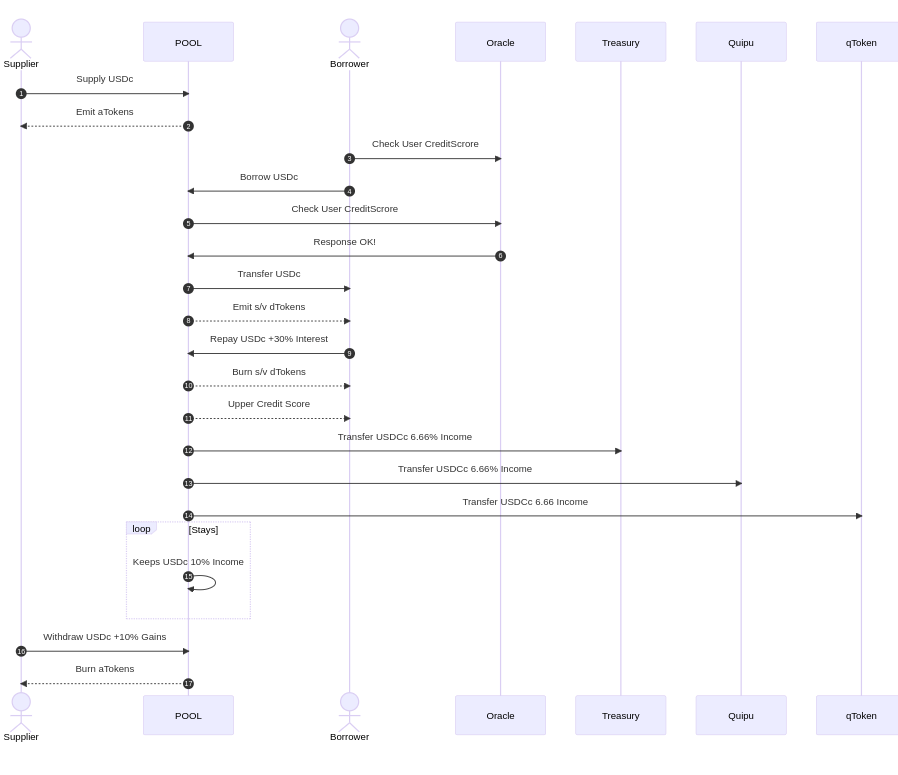 Supplier
POOL
Borrower
Oracle
Treasury
Quipu
qToken
Supply USDc
1
Emit aTokens
2
Check User CreditScrore
3
Borrow USDc
4
Check User CreditScrore
5
Response OK!
6
Transfer USDc
7
Emit s/v dTokens
8
Repay USDc +30% Interest
9
Burn s/v dTokens
10
Upper Credit Score
11
Transfer USDCc 6.66% Income
12
Transfer USDCc 6.66% Income
13
Transfer USDCc 6.66 Income
14
loop
[Stays]
Keeps USDc 10% Income
15
Withdraw USDc +10% Gains
16
Burn aTokens
17
Supplier
POOL
Borrower
Oracle
Treasury
Quipu
qToken